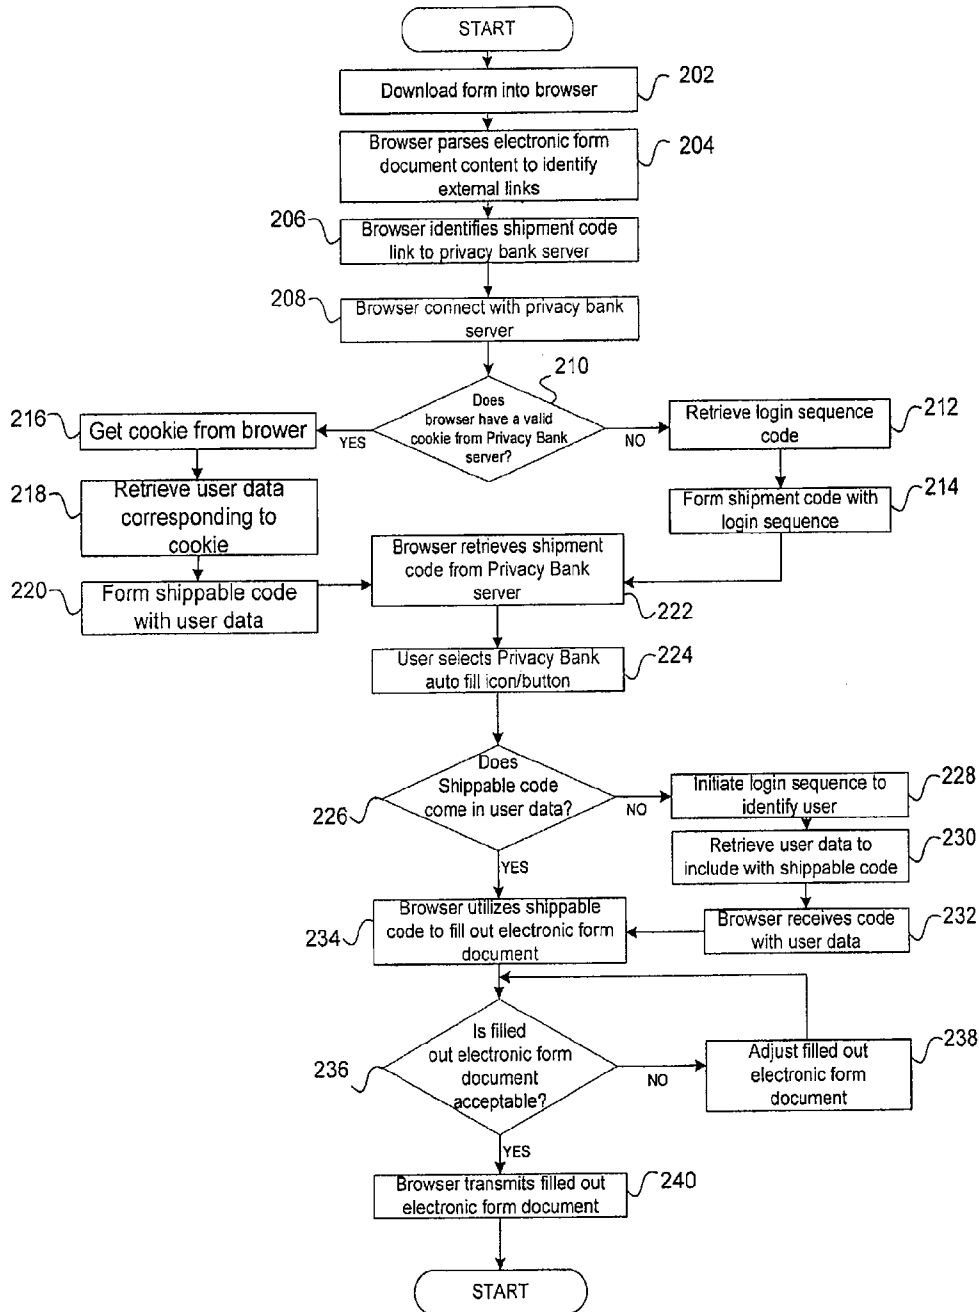 START
Download form into browser
202
Browser parses electronic form
document content to identify
external links
204
206
Browser identifies shipment code
link to privacy bank server
208
Browser connect with privacy bank
server
210
Does
browser have a valid
cookie from Privacy Bank
server?
YES
NO
216
Get cookie from brower
Retrieve login sequence
code
212
218
Retrieve user data
corresponding to
cookie
Form shipment code with
login sequence
214
220
Form shippable code
with user data
Browser retrieves shipment
code from Privacy Bank
server
222
User selects Privacy Bank
auto fill icon/button
224
226
Does
Shippable code
come in user data?
NO
YES
Initiate login sequence to
identify user
228
Retrieve user data to
include with shippable code
230
Browser receives code
with user data
232
234
Browser utilizes shippable
code to fill out electronic form
document
236
Is filled
out electronic form
document
acceptable?
NO
YES
Adjust filled out
electronic form
document
238
Browser transmits filled out
electronic form document
240
START